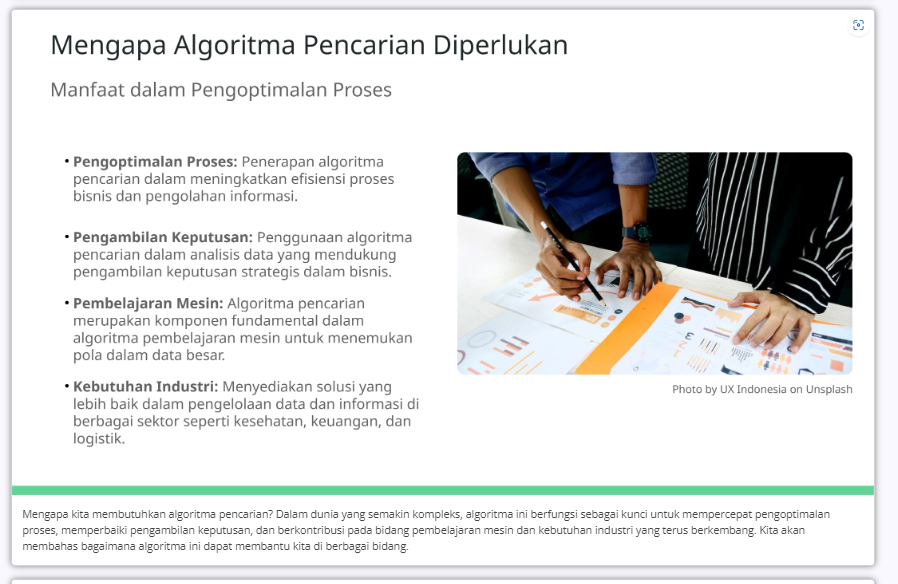 Mengapa Algoritma Pencarian Diperlukan
Manfaat dalam Pengoptimalan Proses
• Pengoptimalan Proses: Penerapan algoritma
pencarian dalam meningkatkan efisiensi proses
bisnis dan pengolahan informasi.
• Pengambilan Keputusan: Penggunaan algoritma
pencarian dalam analisis data yang mendukung
pengambilan keputusan strategis dalam bisnis.
• Pembelajaran Mesin: Algoritma pencarian
merupakan komponen fundamental dalam
algoritma pembelajaran mesin untuk menemukan
pola dalam data besar.
• Kebutuhan Industri: Menyediakan solusi yang
lebih baik dalam pengelolaan data dan informasi di
berbagai sektor seperti kesehatan, keuangan, dan
logistik.
Photo by UX Indonesia on Unsplash
Mengapa kita membutuhkan algoritma pencarian? Dalam dunia yang semakin kompleks, algoritma ini berfungsi sebagai kunci untuk mempercepat pengoptimalan
proses, memperbaiki pengambilan keputusan, dan berkontribusi pada bidang pembelajaran mesin dan kebutuhan industri yang terus berkembang. Kita akan
membahas bagaimana algoritma ini dapat membantu kita di berbagai bidang.